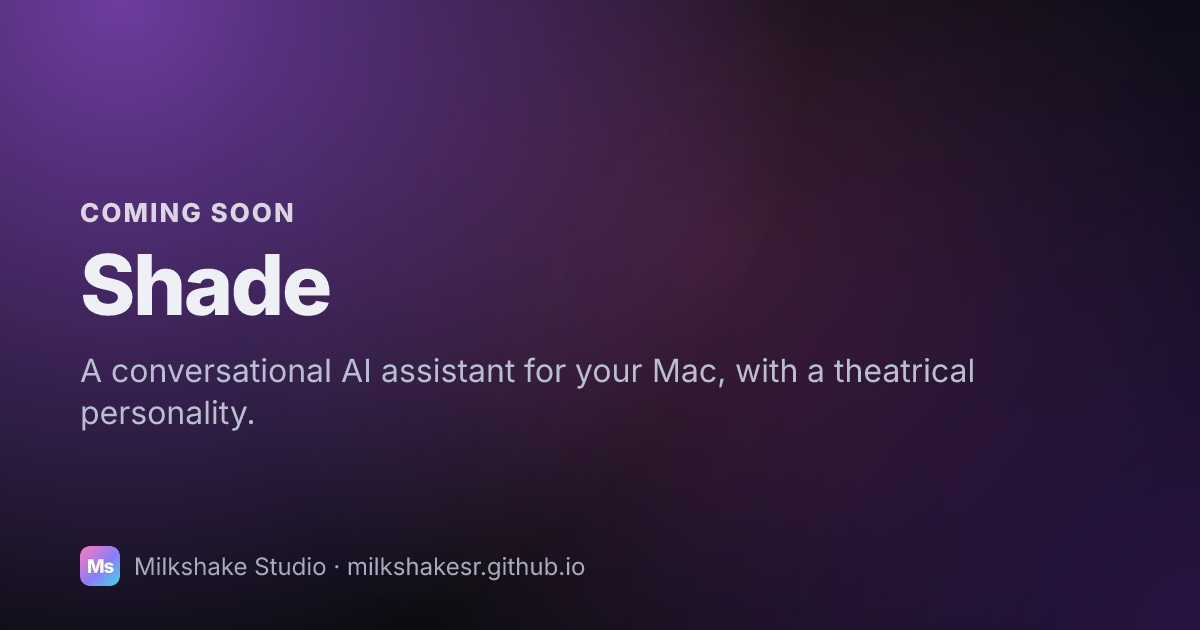 COMING SOON
Shade
A conversational AI assistant for your Mac, with a theatrical
personality.
Ms Milkshake Studio · milkshakesr.github.io